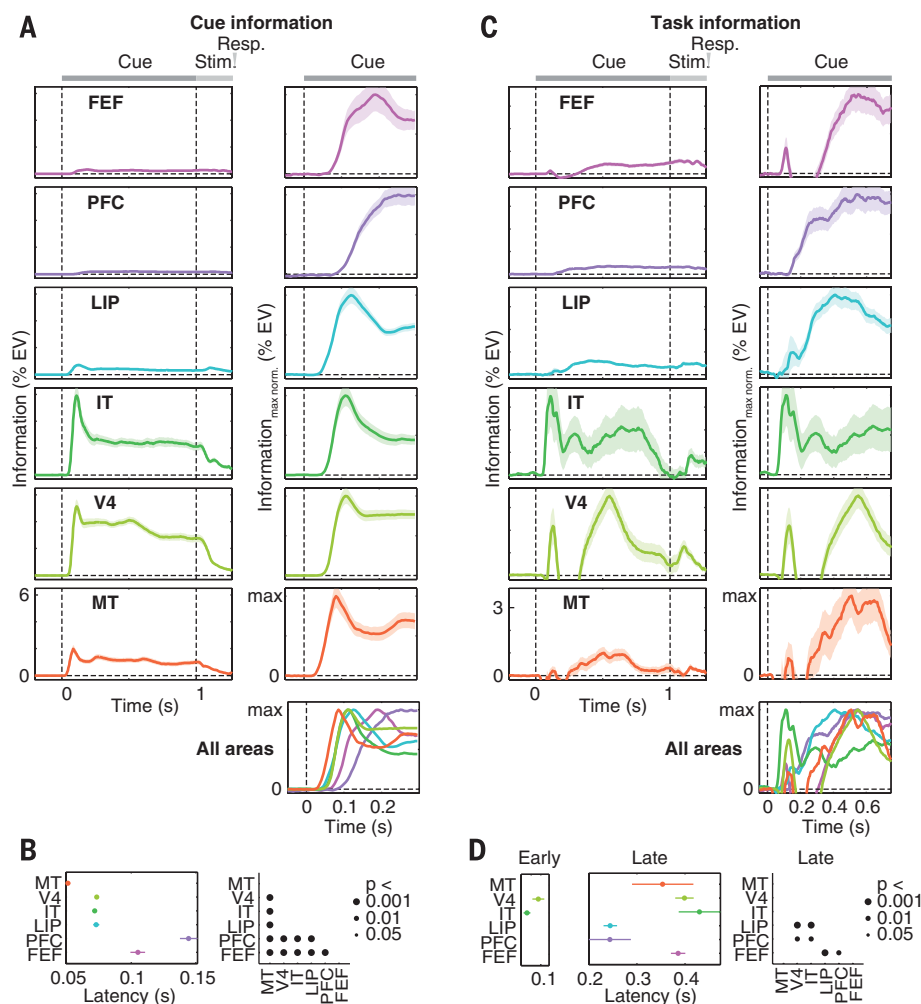 A
Cue information
Resp.
Cue
Stim.
Cue
FEF
PFC
LIP
IT
V4
MT
Information (% EV)
Information max norm. (% EV)
6
0
max
0
0
1
Time (s)
All areas
max
0
0.1
0.2
Time (s)
C
Task information
Resp.
Cue
Stim.
Cue
FEF
PFC
LIP
IT
V4
MT
Information (% EV)
Information max norm. (% EV)
3
0
max
0
0
1
Time (s)
All areas
max
0
0
0.2
0.4
0.6
Time (s)
B
MT
V4
IT
LIP
PFC
FEF
0.05
0.1
0.15
Latency (s)
MT
V4
IT
LIP
PFC
FEF
MT
V4
IT
LIP
PFC
FEF
p <
0.001
0.01
0.05
D
Early
Late
Late
MT
V4
IT
LIP
PFC
FEF
0.1
0.2
0.3
0.4
Latency (s)
MT
V4
IT
LIP
PFC
FEF
MT
V4
IT
LIP
PFC
FEF
p <
0.001
0.01
0.05